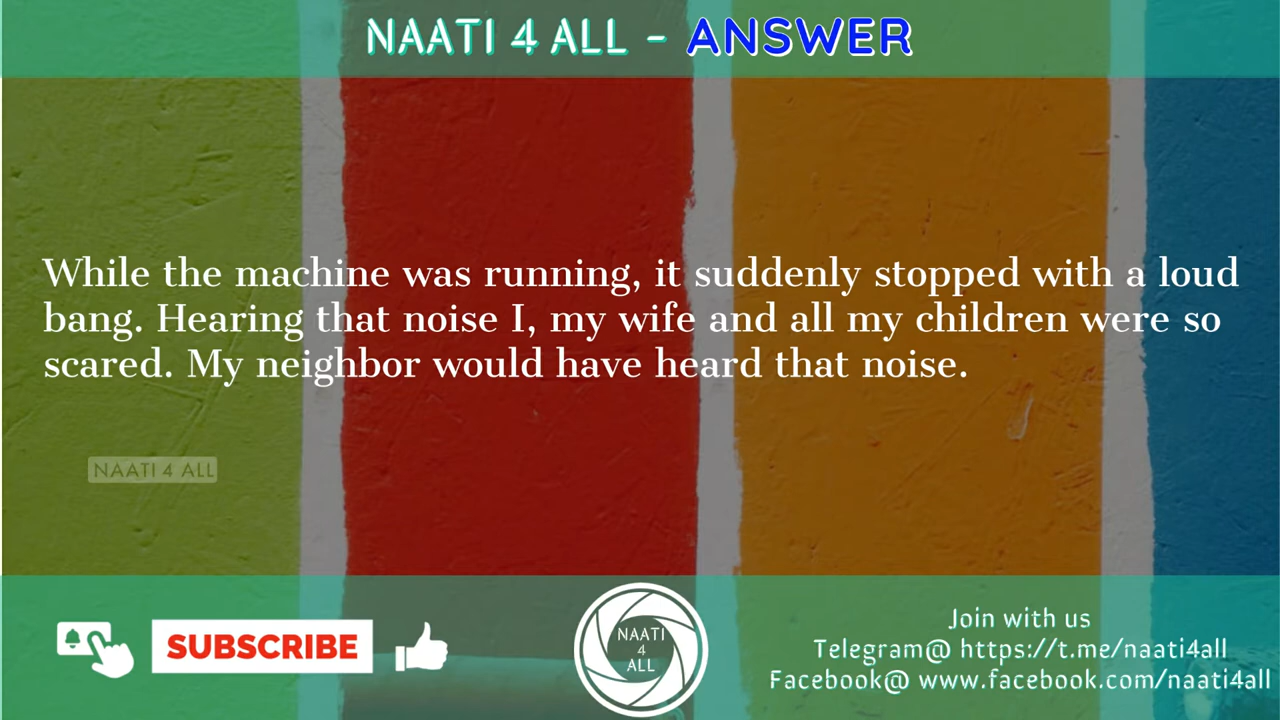 NAATI 4 ALL - ANSWER
While the machine was running, it suddenly stopped with a loud
bang. Hearing that noise I, my wife and all my children were so
scared. My neighbor would have heard that noise.
NAATI 4 ALL
SUBSCRIBE
NAATI
4
ALL
Join with us
Telegram@ https://t.me/naati4all
Facebook@ www.facebook.com/naati4all